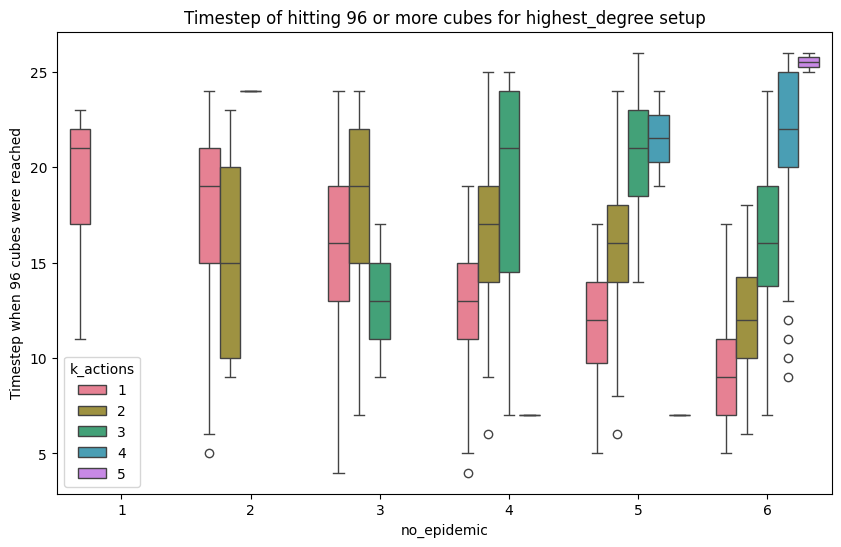 Timestep of hitting 96 or more cubes for highest_degree setup
Timestep when 96 cubes were reached
25
20
15
10
5
k_actions
1
2
3
4
5
1 2 3 4 5 6
no_epidemic